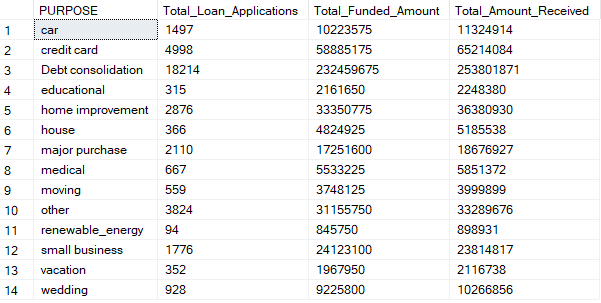 PURPOSE Total_Loan_Applications Total_Funded_Amount Total_Amount_Received
1 car 1497 10223575 11324914
2 credit card 4998 58885175 65214084
3 Debt consolidation 18214 232459675 253801871
4 educational 315 2161650 2248380
5 home improvement 2876 33350775 36380930
6 house 366 4824925 5185538
7 major purchase 2110 17251600 18676927
8 medical 667 5533225 5851372
9 moving 559 3748125 3999899
10 other 3824 31155750 33289676
11 renewable_energy 94 845750 898931
12 small business 1776 24123100 23814817
13 vacation 352 1967950 2116738
14 wedding 928 9225800 10266856